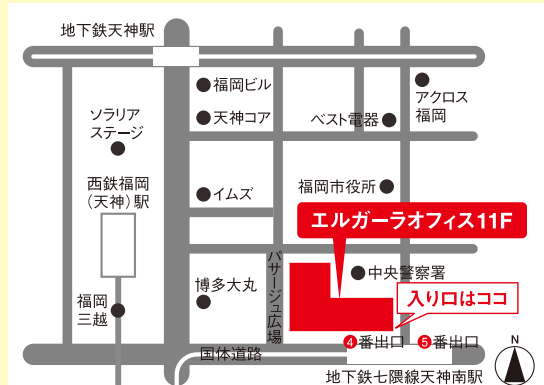 地下鉄天神駅
福岡ビル
天神コア
ソラリア
ステージ
ベスト電器
アクロス
福岡
西鉄福岡
(天神)駅
イムズ
福岡市役所
エルガーラオフィス11F
パサージュ広場
博多大丸
中央警察署
入り口はココ
福岡
三越
4番出口
5番出口
国体道路
地下鉄七隈線天神南駅
N